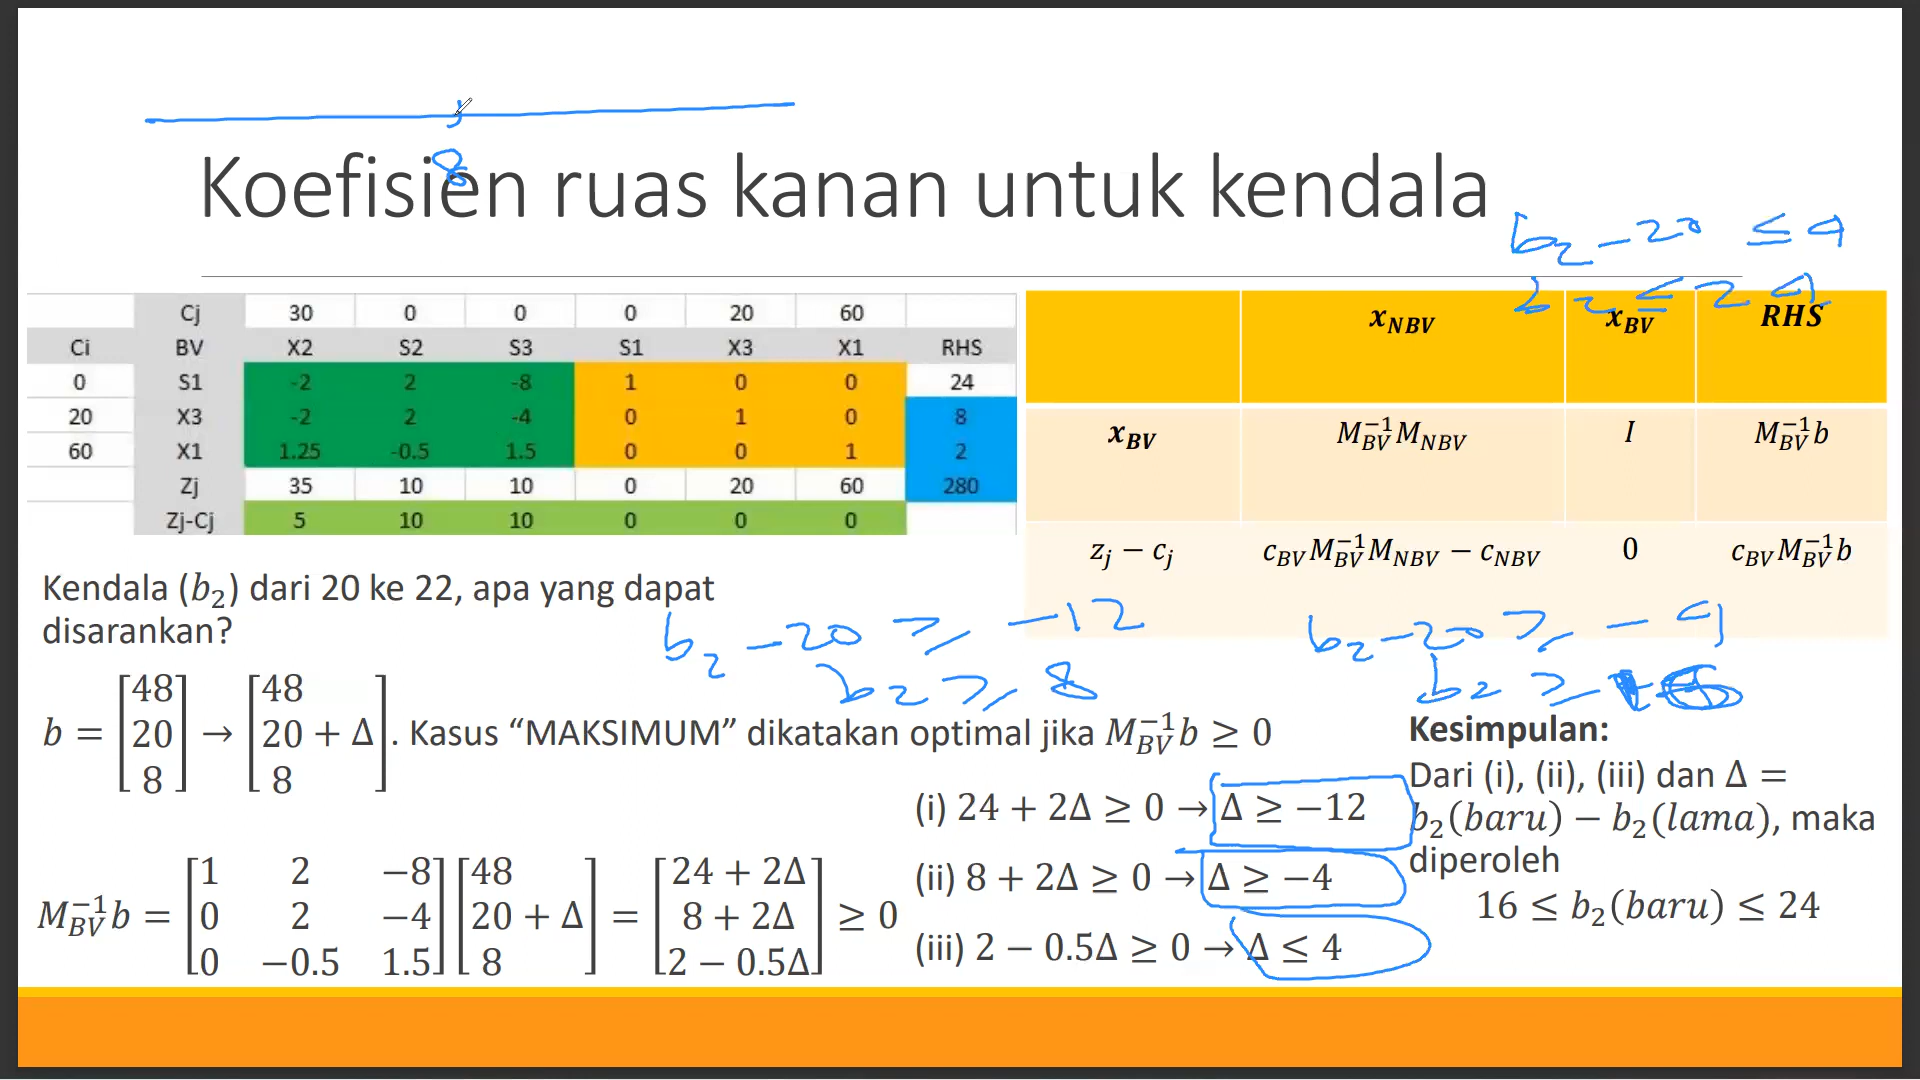 8
Koefisien ruas kanan untuk kendala
b₂ - 20 ≤ 4
b₂ ≤ 24
Cj 30 0 0 0 20 60
Ci BV X2 S2 S3 S1 X3 X1 RHS
0 S1 -2 2 -8 1 0 0 24
20 X3 -2 2 -4 0 1 0 8
60 X1 1.25 -0.5 1.5 0 0 1 2
Zj 35 10 10 0 20 60 280
Zj-Cj 5 10 10 0 0 0
x_NBV x_BV RHS
x_BV M_BV⁻¹M_NBV I M_BV⁻¹b
z_j − c_j c_BV M_BV⁻¹M_NBV − c_NBV 0 c_BV M_BV⁻¹b
Kendala (b₂) dari 20 ke 22, apa yang dapat
disarankan?
b₂ - 20 ≥ -12
b₂ ≥ 8
b₂ - 20 ≥ -4
b₂ ≥
b = [48 20 8] → [48 20 + Δ 8]. Kasus “MAKSIMUM” dikatakan optimal jika M_BV⁻¹b ≥ 0
M_BV⁻¹b = [1 2 −8; 0 2 −4; 0 −0.5 1.5] [48 20 + Δ 8] = [24 + 2Δ 8 + 2Δ 2 − 0.5Δ] ≥ 0
(i) 24 + 2Δ ≥ 0 → Δ ≥ −12
(ii) 8 + 2Δ ≥ 0 → Δ ≥ −4
(iii) 2 − 0.5Δ ≥ 0 → Δ ≤ 4
Kesimpulan:
Dari (i), (ii), (iii) dan Δ =
b₂(baru) − b₂(lama), maka
diperoleh
16 ≤ b₂(baru) ≤ 24